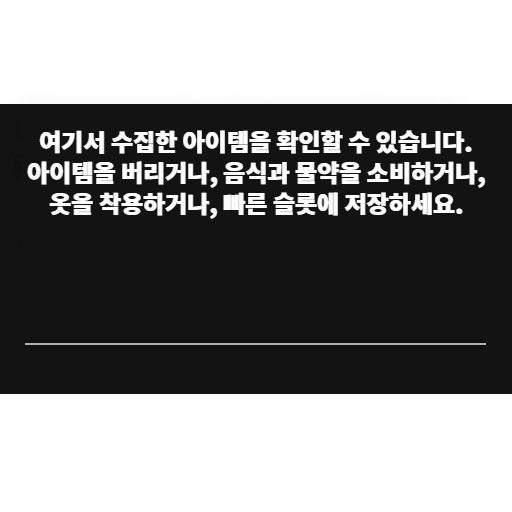 여기서 수집한 아이템을 확인할 수 있습니다.
아이템을 버리거나, 음식과 물약을 소비하거나,
옷을 착용하거나, 빠른 슬롯에 저장하세요.